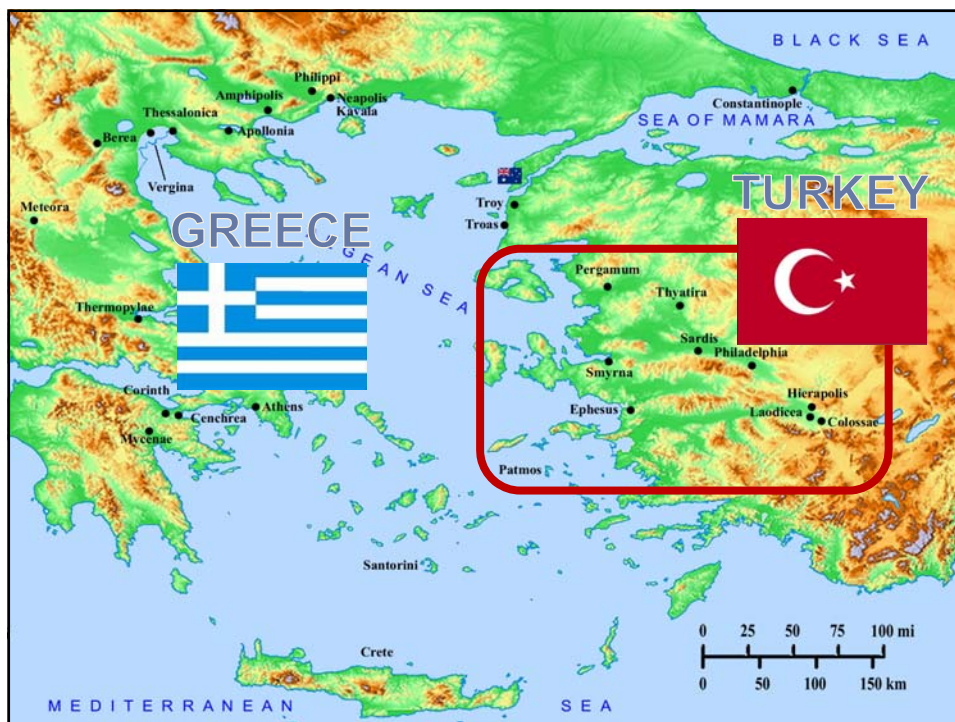 BLACK SEA
Philippi
Amphipolis
Neapolis
Kavala
Constantinople
Thessalonica
SEA OF MAMARA
Berea
Apollonia
Vergina
TURKEY
Troy
Meteora
GREECE
Troas
GEAN SEA
Pergamum
Thyatira
Thermopylae
Sardis
Philadelphia
Smyrna
Corinth
Hierapolis
Cenchrea
Athens
Ephesus
Laodicea
Colossae
Mycenae
Patmos
Santorini
0 25 50 75 100 mi
Crete
0 50 100 150 km
MEDITERRANEAN SEA